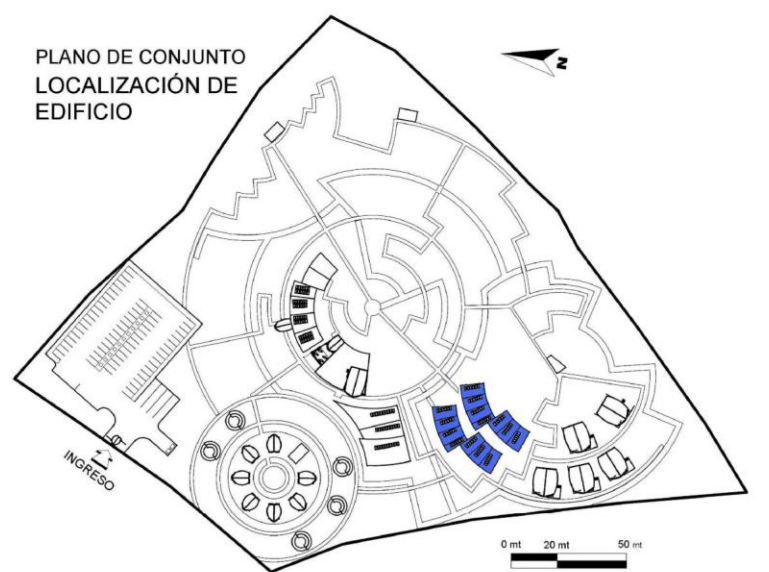 PLANO DE CONJUNTO
LOCALIZACIÓN DE
EDIFICIO
N
INGRESO
0 mt 20 mt 50 mt